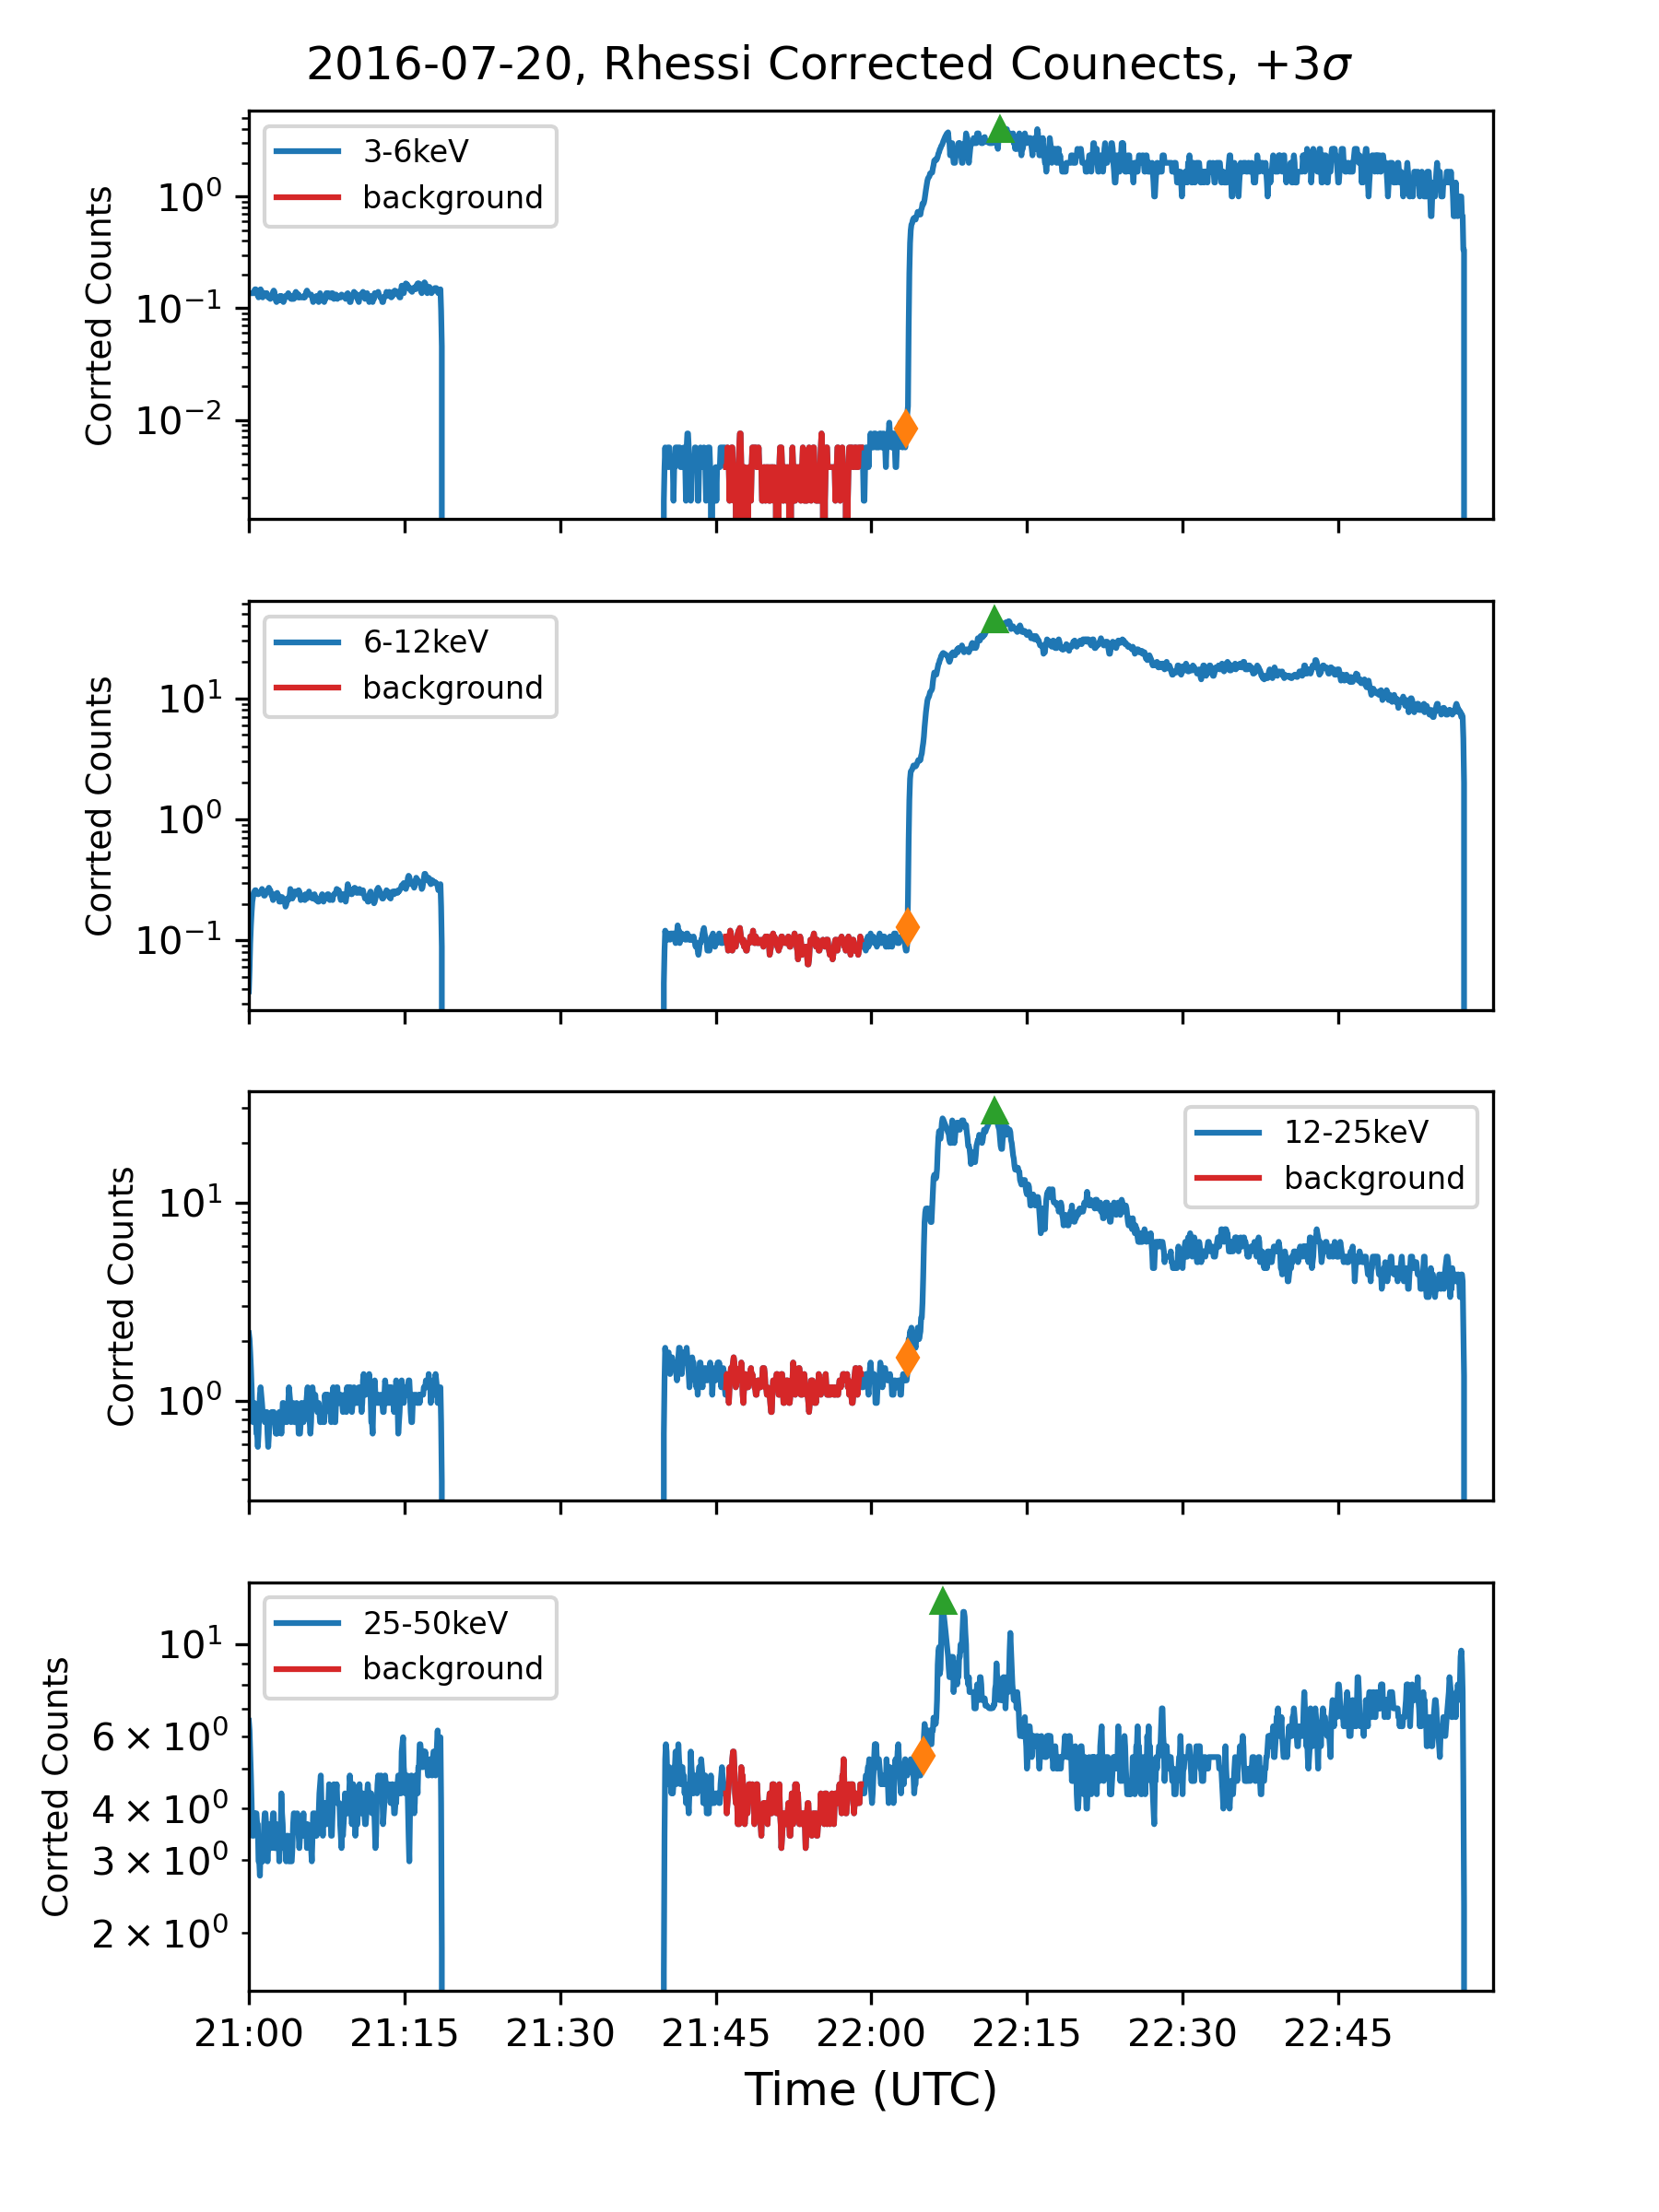 2016-07-20, Rhessi Corrected Counects, +3σ
3-6keV
background
Corrted Counts
10⁰
10⁻¹
10⁻²
6-12keV
background
Corrted Counts
10¹
10⁰
10⁻¹
12-25keV
background
Corrted Counts
10¹
10⁰
25-50keV
background
Corrted Counts
10¹
6 × 10⁰
4 × 10⁰
3 × 10⁰
2 × 10⁰
21:00 21:15 21:30 21:45 22:00 22:15 22:30 22:45
Time (UTC)